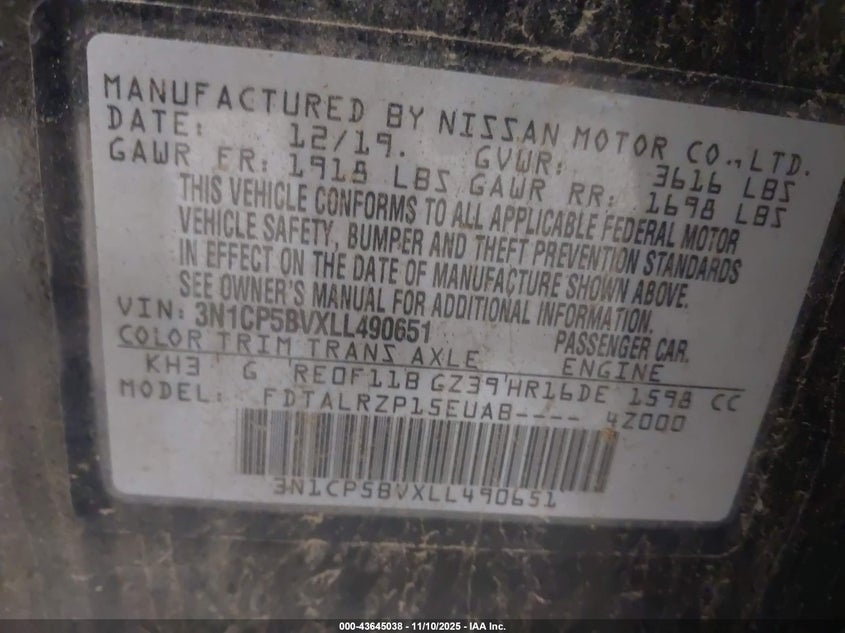 MANUFACTURED BY NISSAN MOTOR CO., LTD.
DATE: 12/19. GVWR: 3616 LBS
GAWR FR: 1918 LBS GAWR RR: 1698 LBS
THIS VEHICLE CONFORMS TO ALL APPLICABLE FEDERAL MOTOR
VEHICLE SAFETY, BUMPER AND THEFT PREVENTION STANDARDS
IN EFFECT ON THE DATE OF MANUFACTURE SHOWN ABOVE.
SEE OWNER'S MANUAL FOR ADDITIONAL INFORMATION.
VIN: 3N1CP5BVXLL490651 PASSENGER CAR.
COLOR TRIM TRANS AXLE ENGINE
KH3 G RE0F11B GZ39 HR16DE 1598 CC
MODEL: FDTALRZP15EUAB---- 4Z000
3N1CP5BVXLL490651
000-43645038 - 11/10/2025 - IAA Inc.